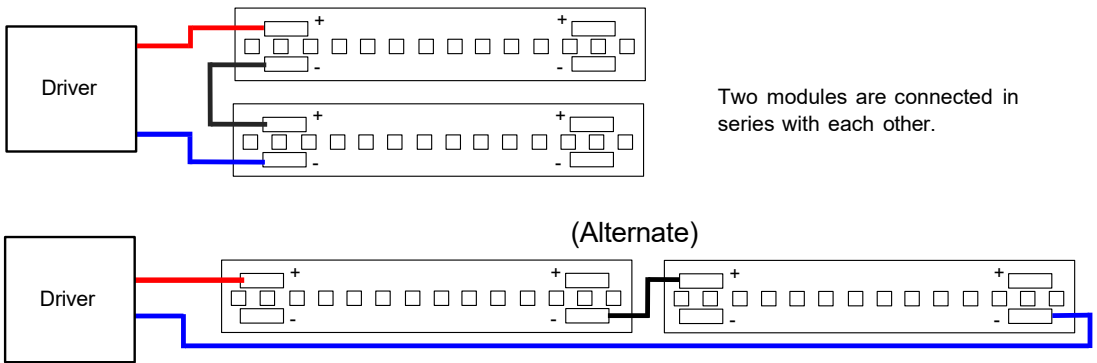 + +
Driver
- -
Two modules are connected in
series with each other.
+ +
- -
(Alternate)
+ + + +
Driver
- - - -